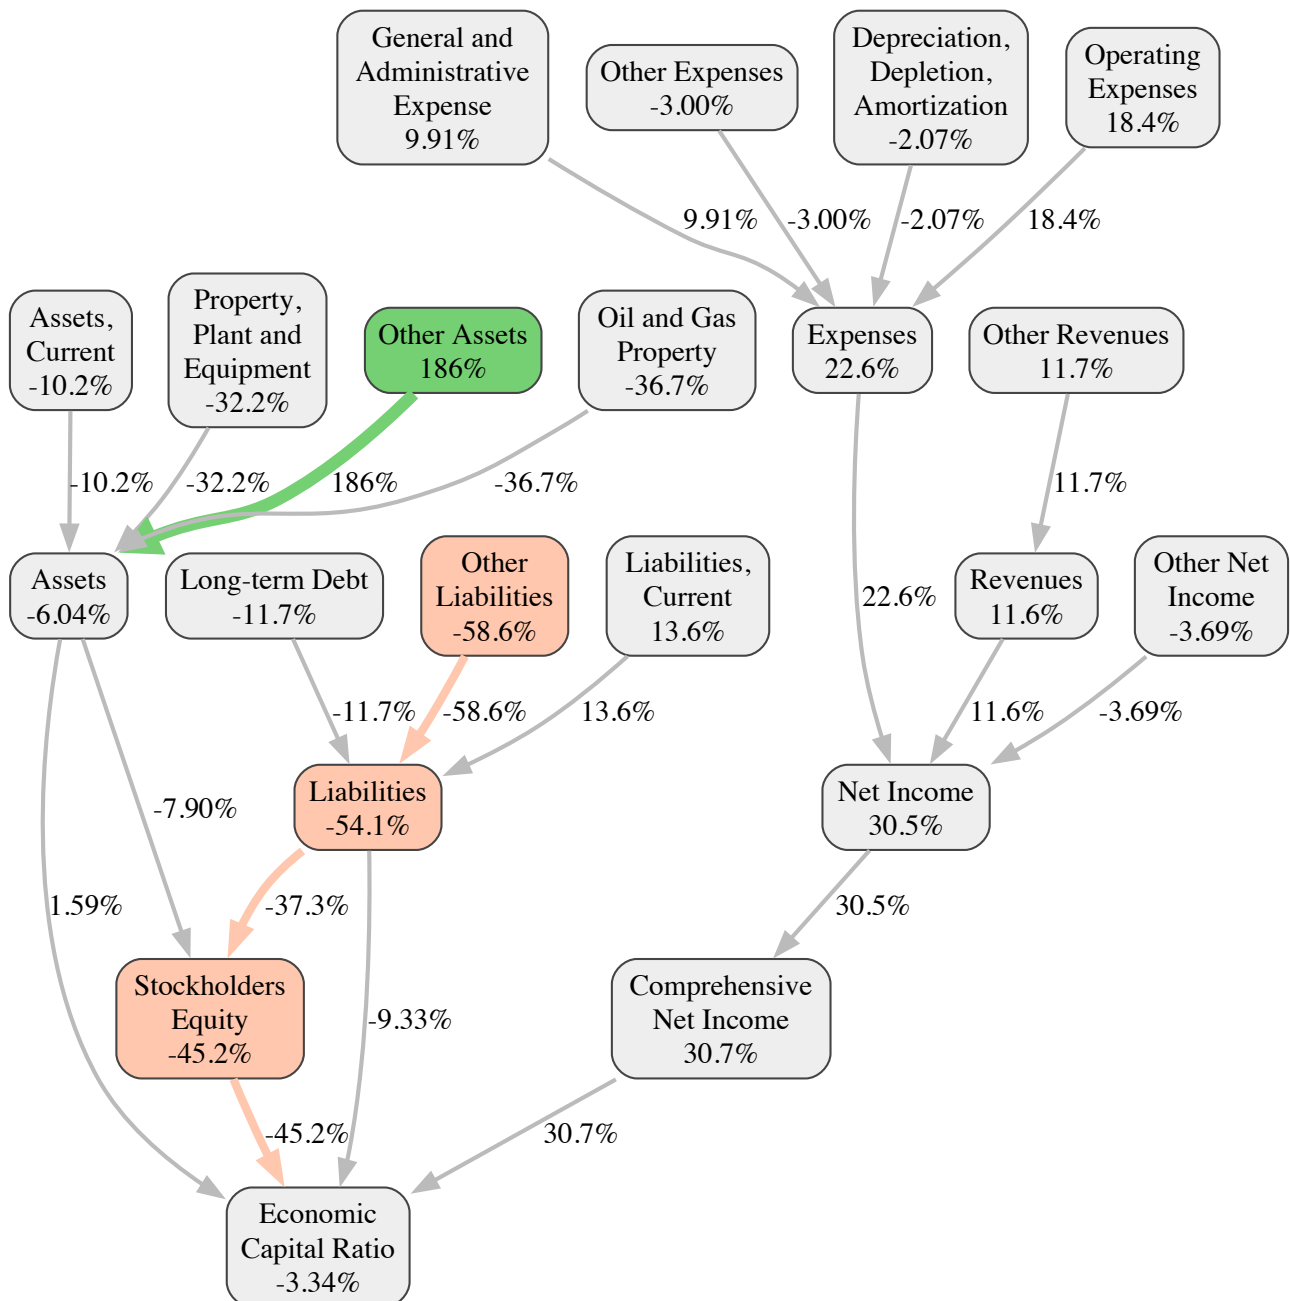 General and
Administrative
Expense
9.91%
Other Expenses
-3.00%
Depreciation,
Depletion,
Amortization
-2.07%
Operating
Expenses
18.4%
9.91%
-3.00%
-2.07%
18.4%
Assets,
Current
-10.2%
Property,
Plant and
Equipment
-32.2%
Other Assets
186%
Oil and Gas
Property
-36.7%
Expenses
22.6%
Other Revenues
11.7%
-10.2%
-32.2%
186%
-36.7%
11.7%
Assets
-6.04%
Long-term Debt
-11.7%
Other
Liabilities
-58.6%
Liabilities,
Current
13.6%
22.6%
Revenues
11.6%
Other Net
Income
-3.69%
-11.7%
-58.6%
13.6%
11.6%
-3.69%
-7.90%
Liabilities
-54.1%
Net Income
30.5%
1.59%
-37.3%
30.5%
Stockholders
Equity
-45.2%
-9.33%
Comprehensive
Net Income
30.7%
-45.2%
30.7%
Economic
Capital Ratio
-3.34%